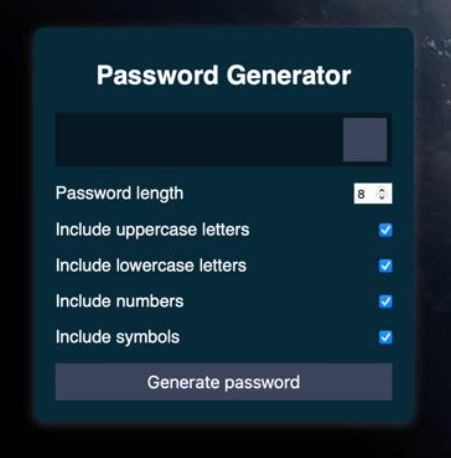 Password Generator
Password length 8
Include uppercase letters
Include lowercase letters
Include numbers
Include symbols
Generate password